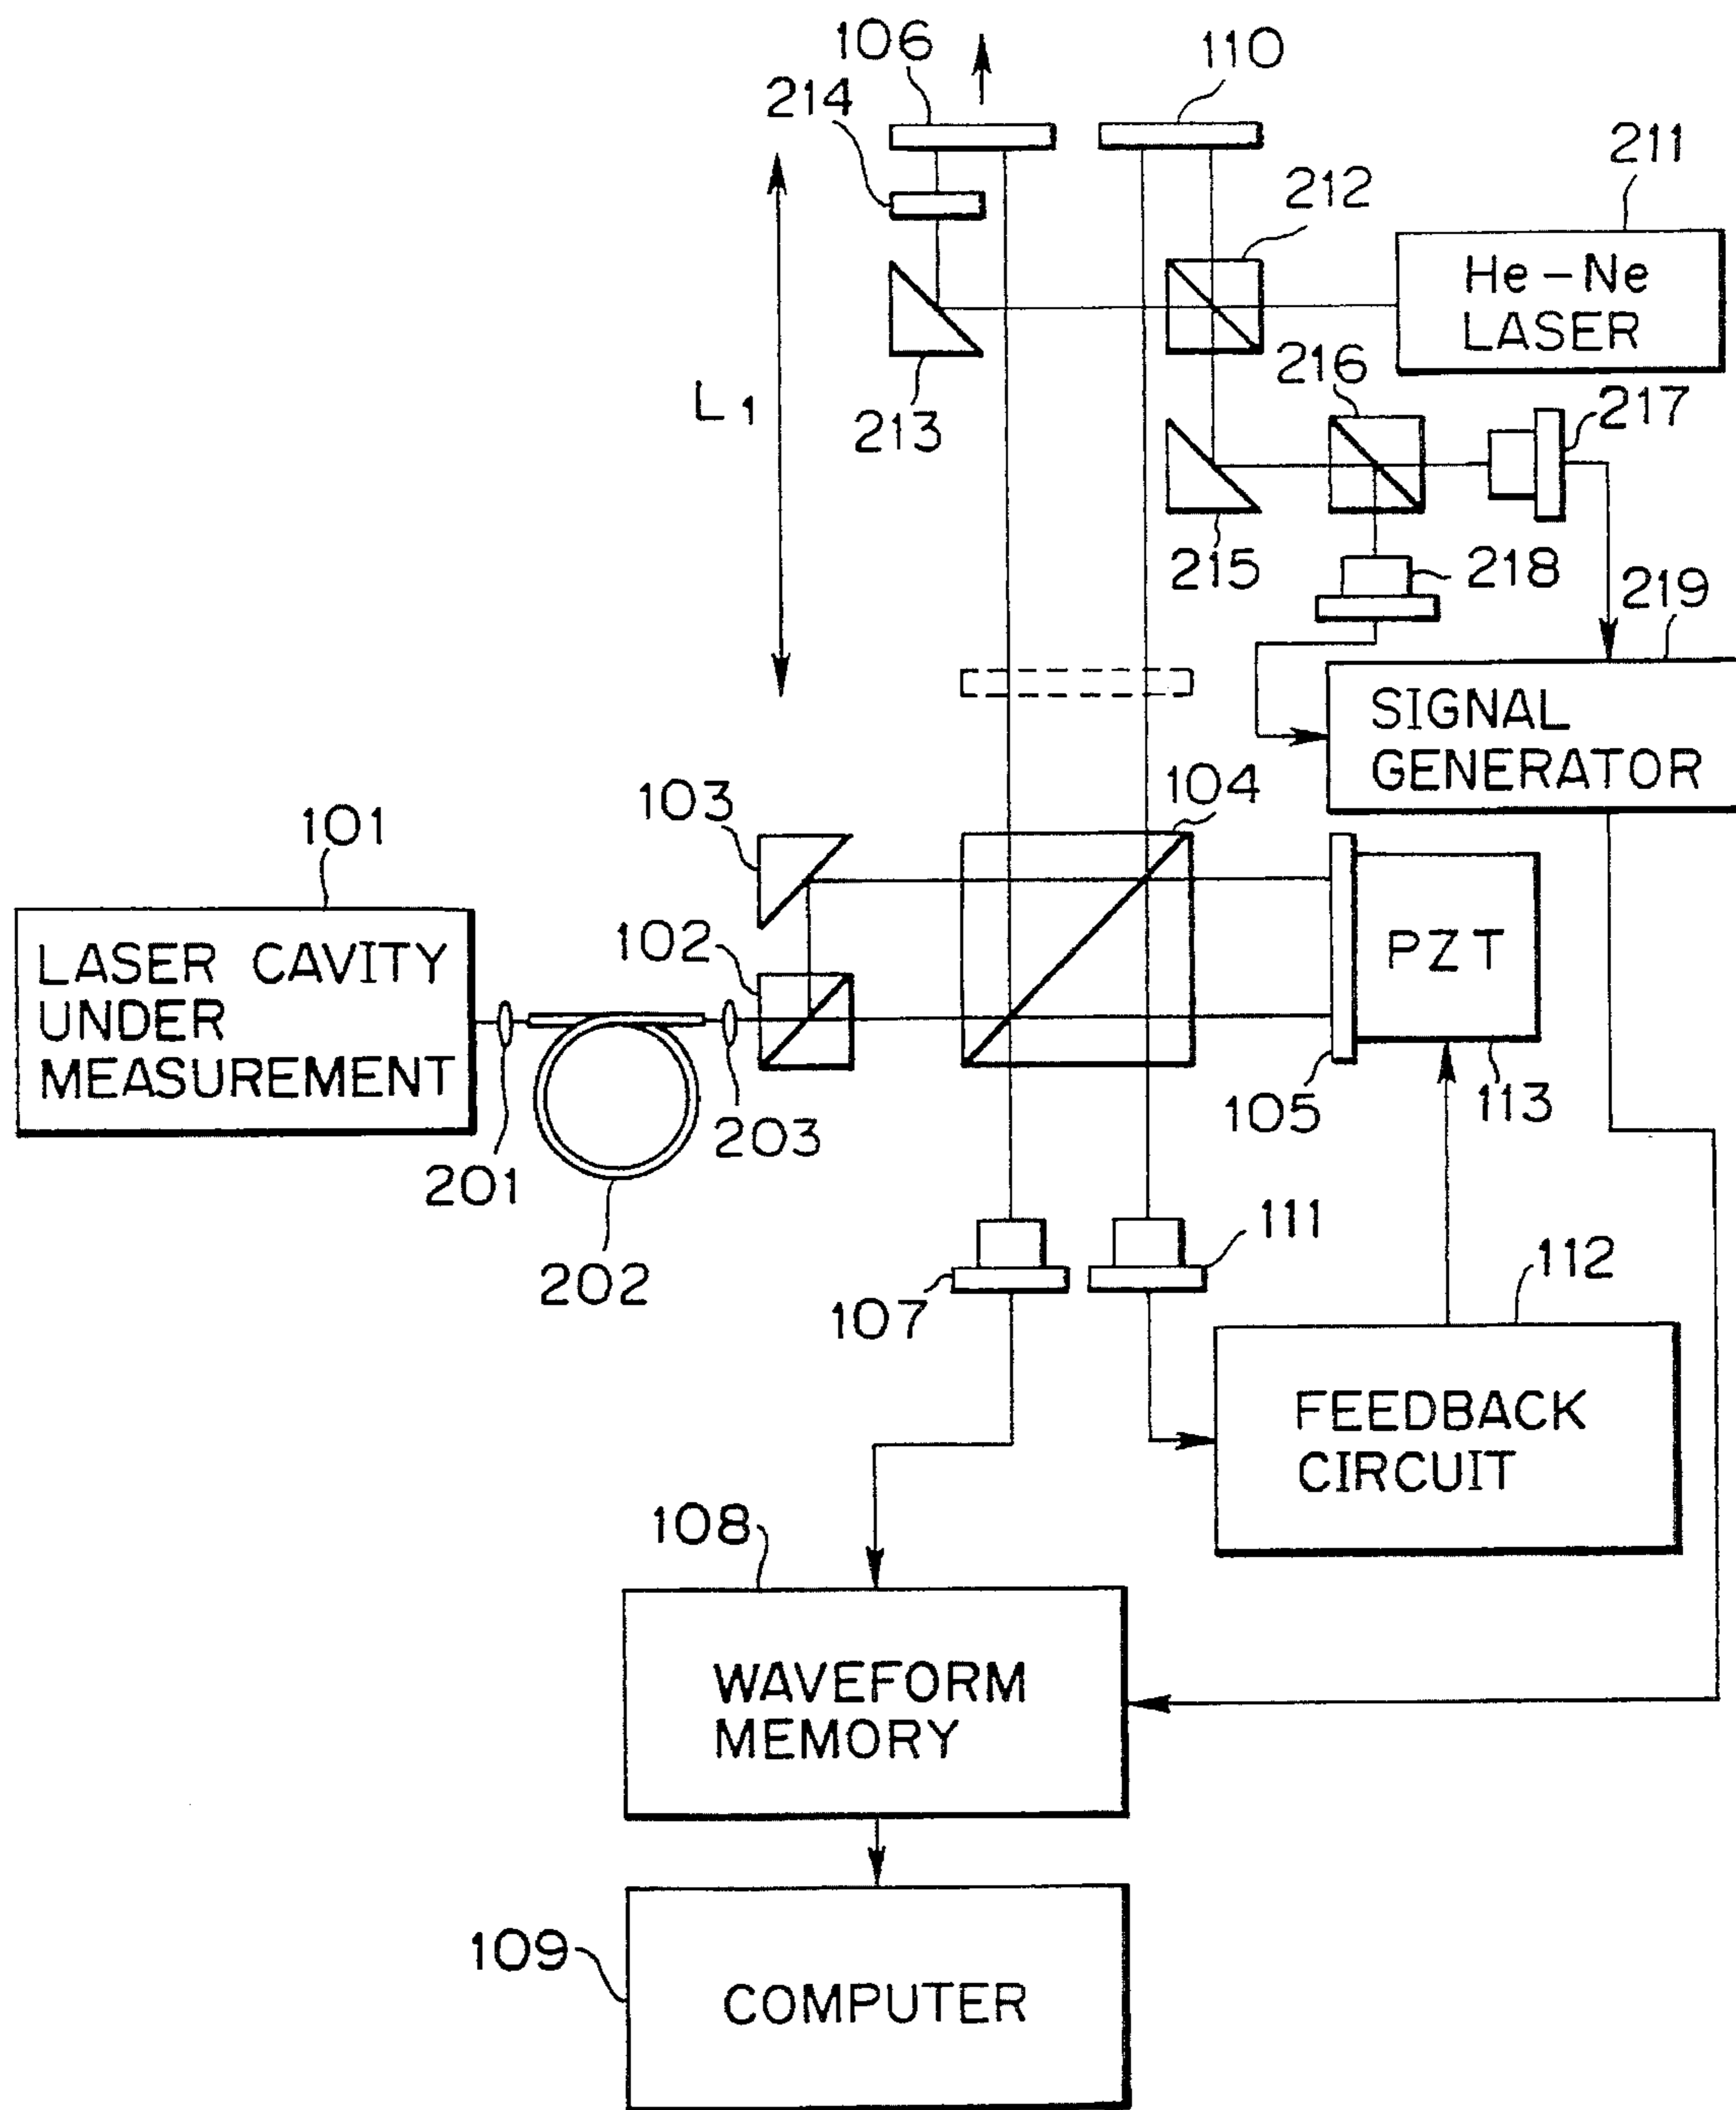 106
110
214
211
212
He-Ne
LASER
216
217
213
L1
215
218
219
SIGNAL
GENERATOR
103
104
101
102
LASER CAVITY
UNDER
MEASUREMENT
PZT
105
113
201
203
202
111
107
112
FEEDBACK
CIRCUIT
108
WAVEFORM
MEMORY
109
COMPUTER